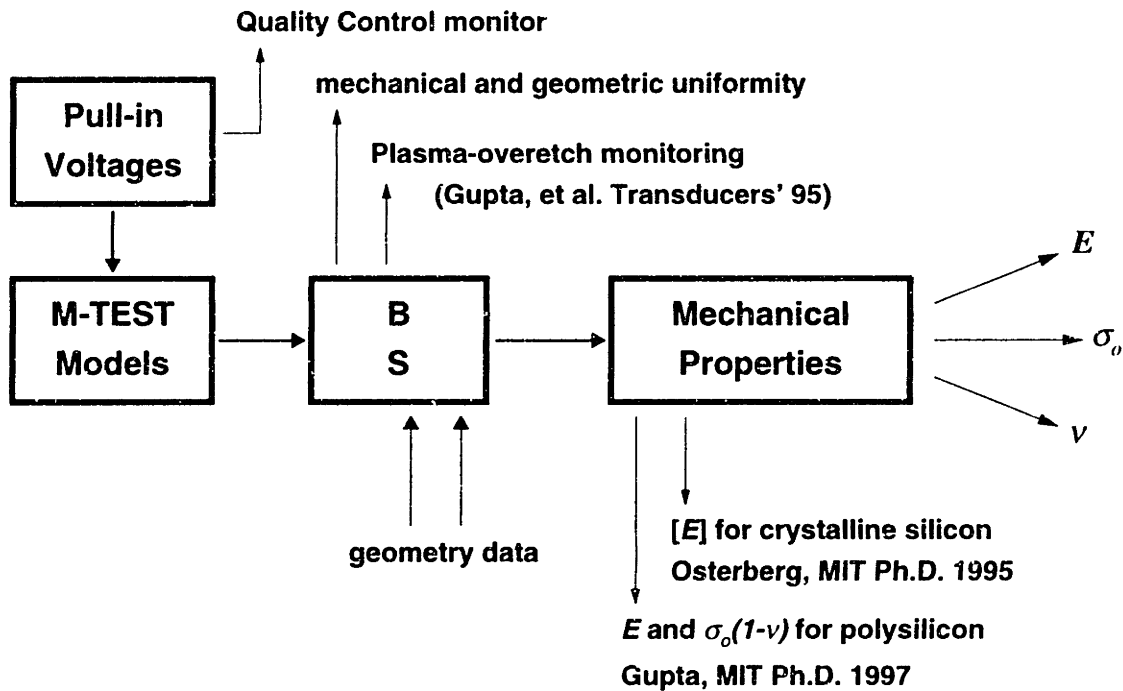 Quality Control monitor
Pull-in
Voltages
mechanical and geometric uniformity
Plasma-overetch monitoring
(Gupta, et al. Transducers' 95)
M-TEST
Models
B
S
Mechanical
Properties
E
σₒ
ν
geometry data
[E] for crystalline silicon
Osterberg, MIT Ph.D. 1995
E and σₒ(1-ν) for polysilicon
Gupta, MIT Ph.D. 1997